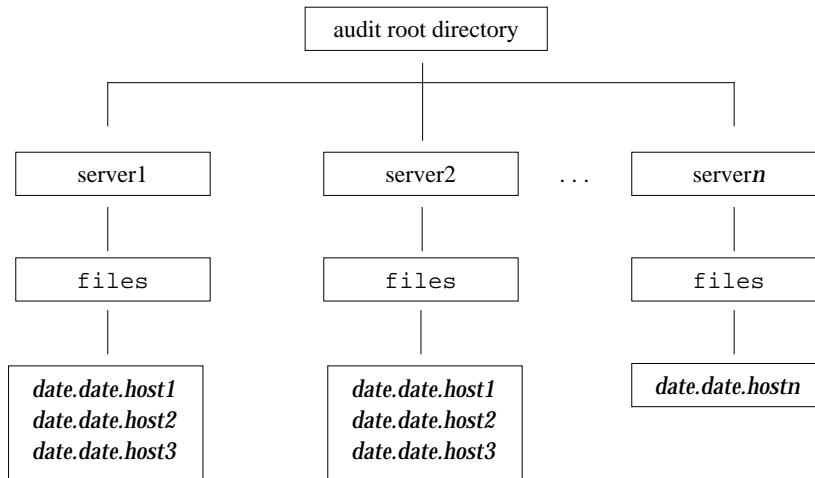 audit root directory
server1
server2
. . .
servern
files
files
files
date.date.host1
date.date.host2
date.date.host3
date.date.host1
date.date.host2
date.date.host3
date.date.hostn